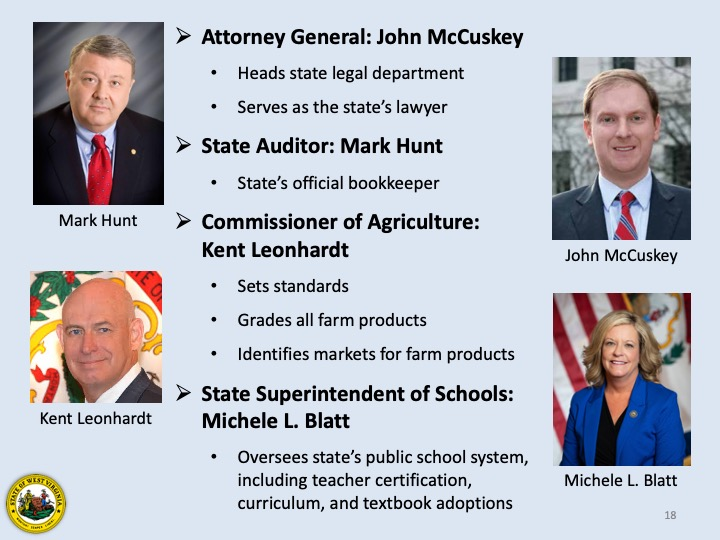 ➢ Attorney General: John McCuskey
• Heads state legal department
• Serves as the state’s lawyer
➢ State Auditor: Mark Hunt
• State’s official bookkeeper
➢ Commissioner of Agriculture:
Kent Leonhardt
• Sets standards
• Grades all farm products
• Identifies markets for farm products
➢ State Superintendent of Schools:
Michele L. Blatt
• Oversees state’s public school system,
including teacher certification,
curriculum, and textbook adoptions
Mark Hunt
Kent Leonhardt
John McCuskey
Michele L. Blatt
STATE OF WEST VIRGINIA
18